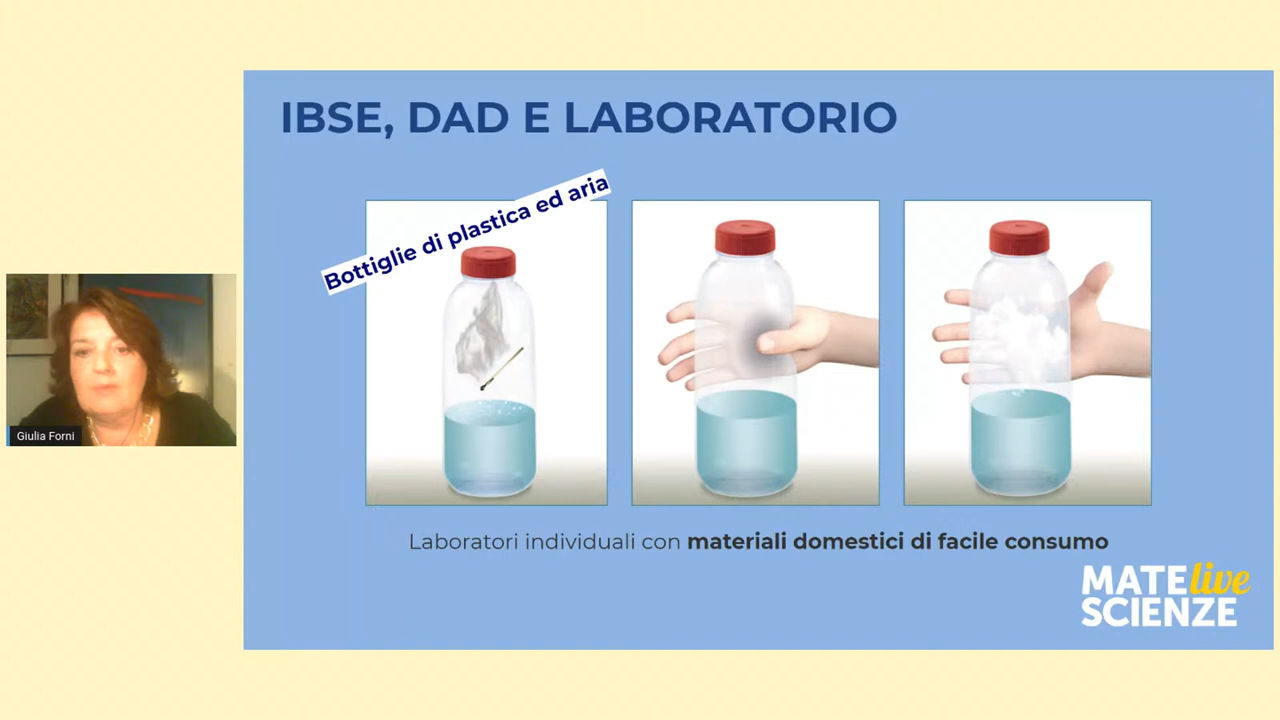 IBSE, DAD E LABORATORIO
Bottiglie di plastica ed aria
Giulia Forni
Laboratori individuali con materiali domestici di facile consumo
MATE live
SCIENZE